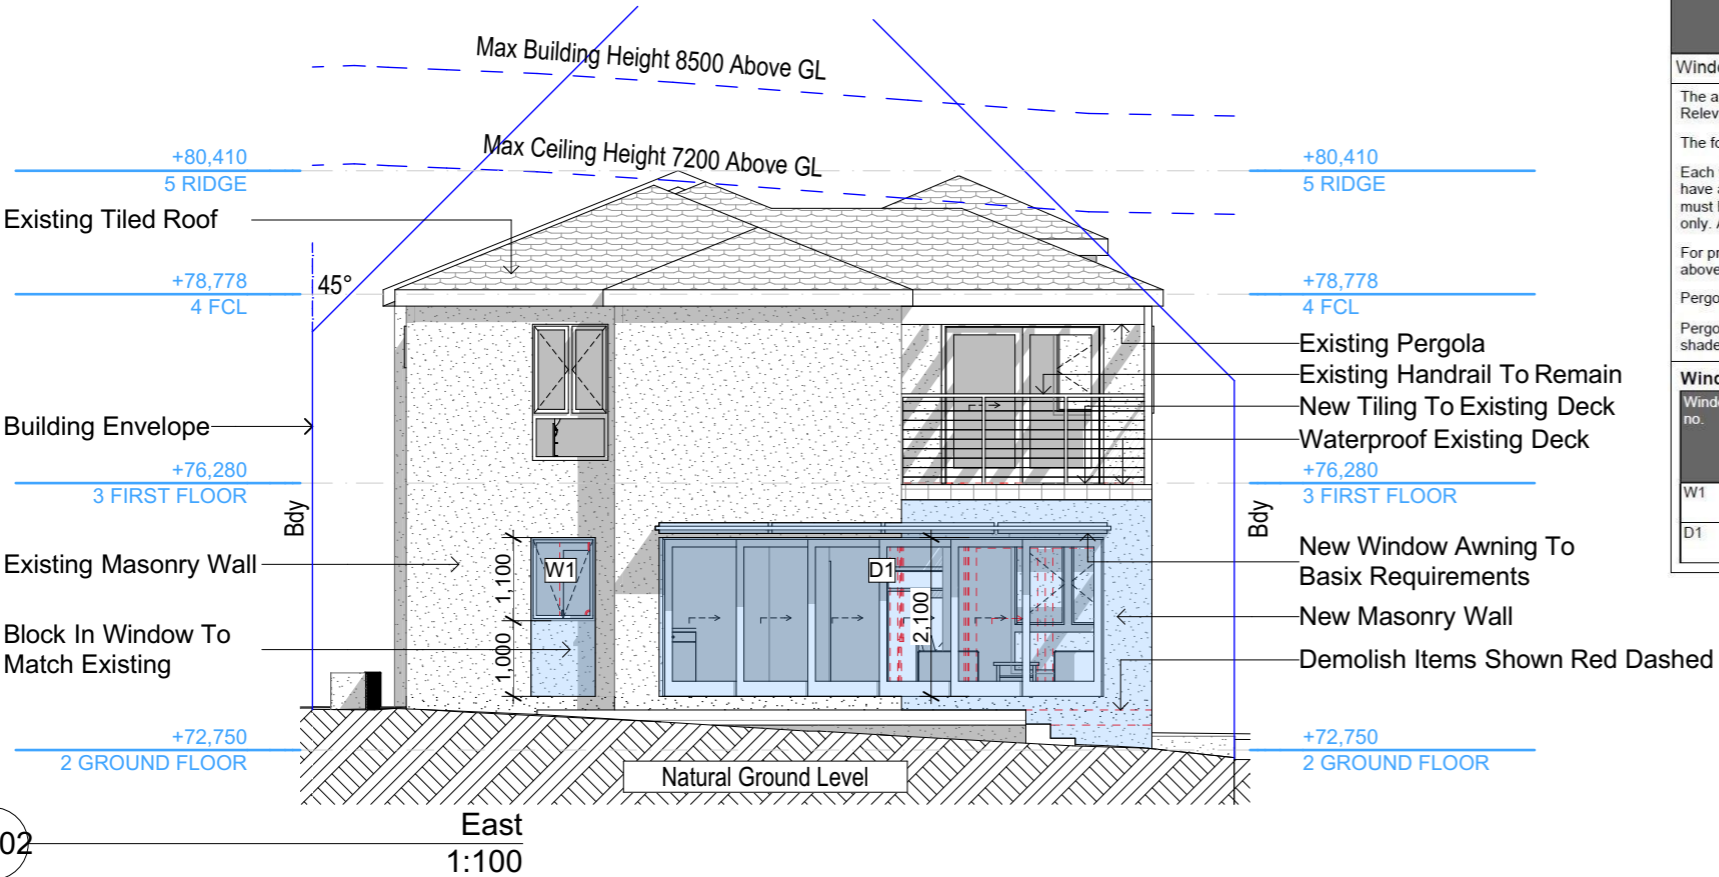 Max Building Height 8500 Above GL
Max Ceiling Height 7200 Above GL
+80,410
5 RIDGE
Existing Tiled Roof
+78,778
4 FCL
45°
Building Envelope
+76,280
3 FIRST FLOOR
Bdy
Existing Masonry Wall
Block In Window To
Match Existing
+72,750
2 GROUND FLOOR
1,100
1,000
W1
D1
2,100
Natural Ground Level
+80,410
5 RIDGE
+78,778
4 FCL
Existing Pergola
Existing Handrail To Remain
New Tiling To Existing Deck
Waterproof Existing Deck
+76,280
3 FIRST FLOOR
Bdy
New Window Awning To
Basix Requirements
New Masonry Wall
Demolish Items Shown Red Dashed
+72,750
2 GROUND FLOOR
02
East
1:100
The a
The fo
Each
have a
must
only. A
For pr
above
Pergo
Pergo
shade
Wind
no.
W1
D1